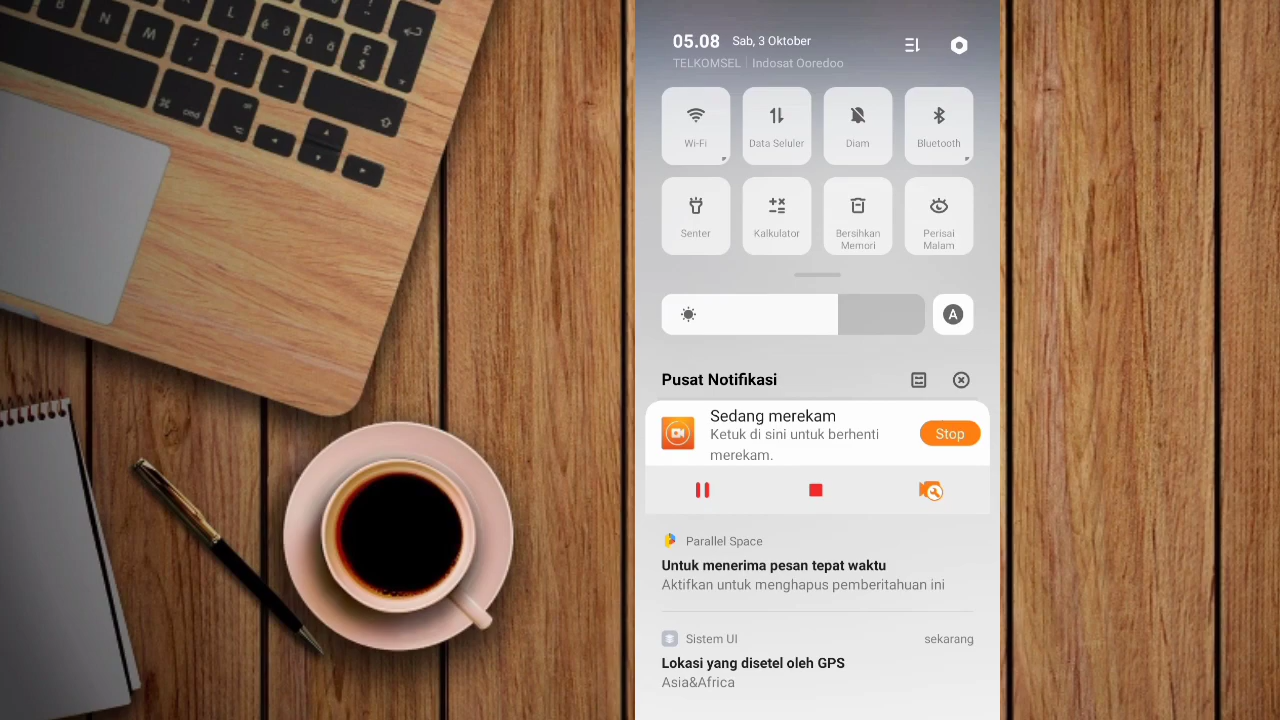 B
N
M
L
é
ò
à
ù
£
$
;
,
:
.
–
-
⌘
cmd
⌥
⇧
05.08 Sab, 3 Oktober
TELKOMSEL | Indosat Ooredoo
Wi-Fi
Data Seluler
Diam
Bluetooth
Senter
Kalkulator
Bersihkan
Memori
Perisai
Malam
A
Pusat Notifikasi
Sedang merekam
Ketuk di sini untuk berhenti
merekam.
Stop
Parallel Space
Untuk menerima pesan tepat waktu
Aktifkan untuk menghapus pemberitahuan ini
Sistem UI
sekarang
Lokasi yang disetel oleh GPS
Asia&Africa